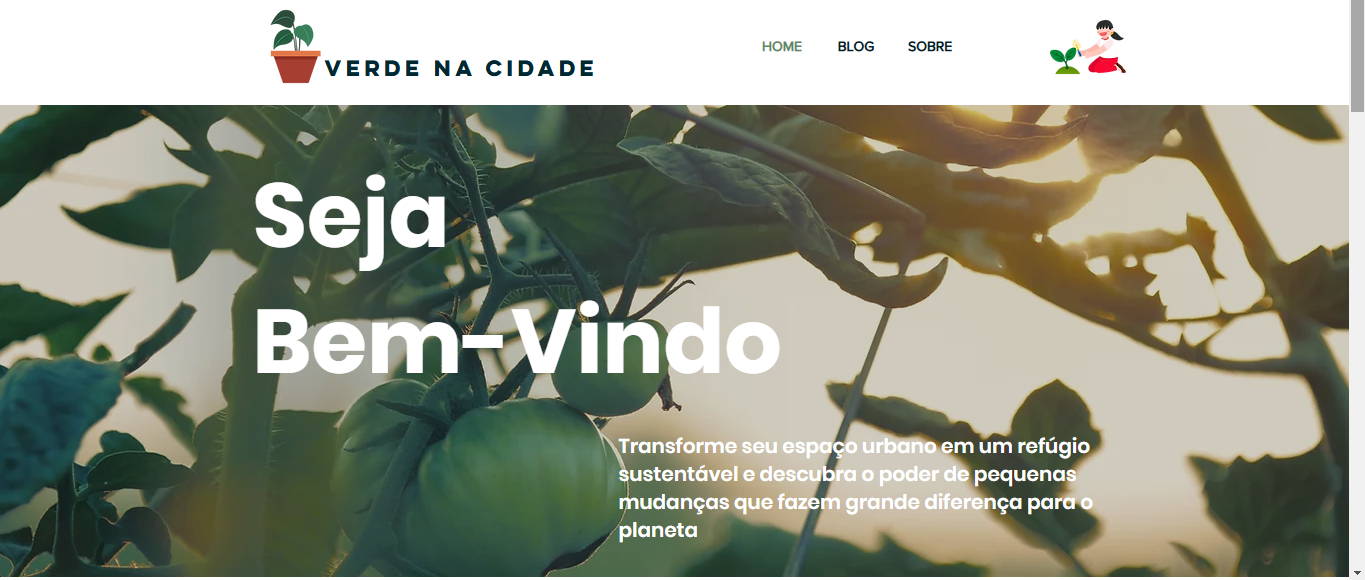 VERDE NA CIDADE
HOME BLOG SOBRE
Seja
Bem-Vindo
Transforme seu espaço urbano em um refúgio
sustentável e descubra o poder de pequenas
mudanças que fazem grande diferença para o
planeta